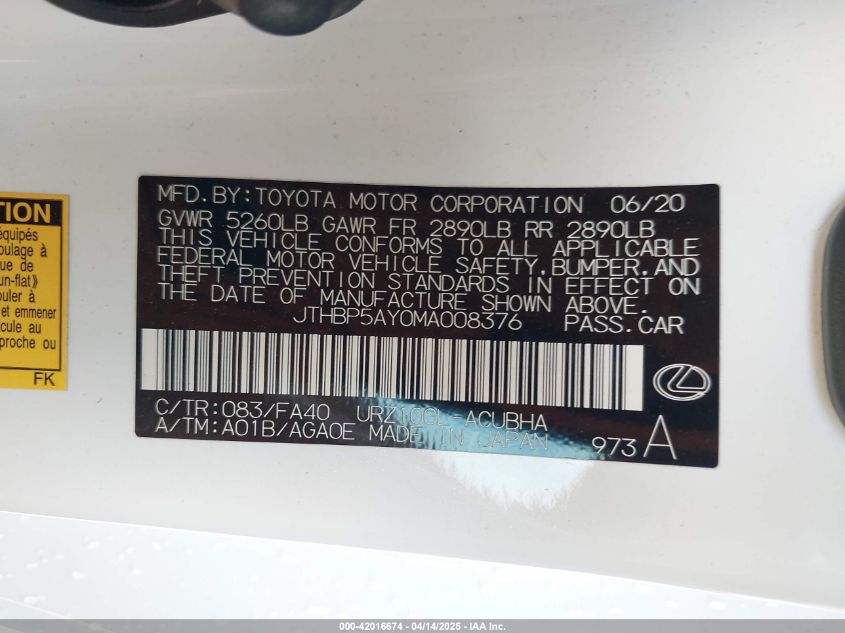 TION
équipés
oulage à
ue de
un-flat》
ouler à
et emmener
icule au
proche ou
FK
MFD. BY: TOYOTA MOTOR CORPORATION 06/20
GVWR 5260LB GAWR FR 2890LB RR 2890LB
THIS VEHICLE CONFORMS TO ALL APPLICABLE
FEDERAL MOTOR VEHICLE SAFETY, BUMPER, AND
THEFT PREVENTION STANDARDS IN EFFECT ON
THE DATE OF MANUFACTURE SHOWN ABOVE.
JTHBP5AY0MA008376 PASS. CAR
C/TR: 083/FA40 URZ100L-ACUBHA
A/TM: A01B/AGA0E MADE IN JAPAN 973 A
000-42016674 | 04/14/2025 - IAA Inc.